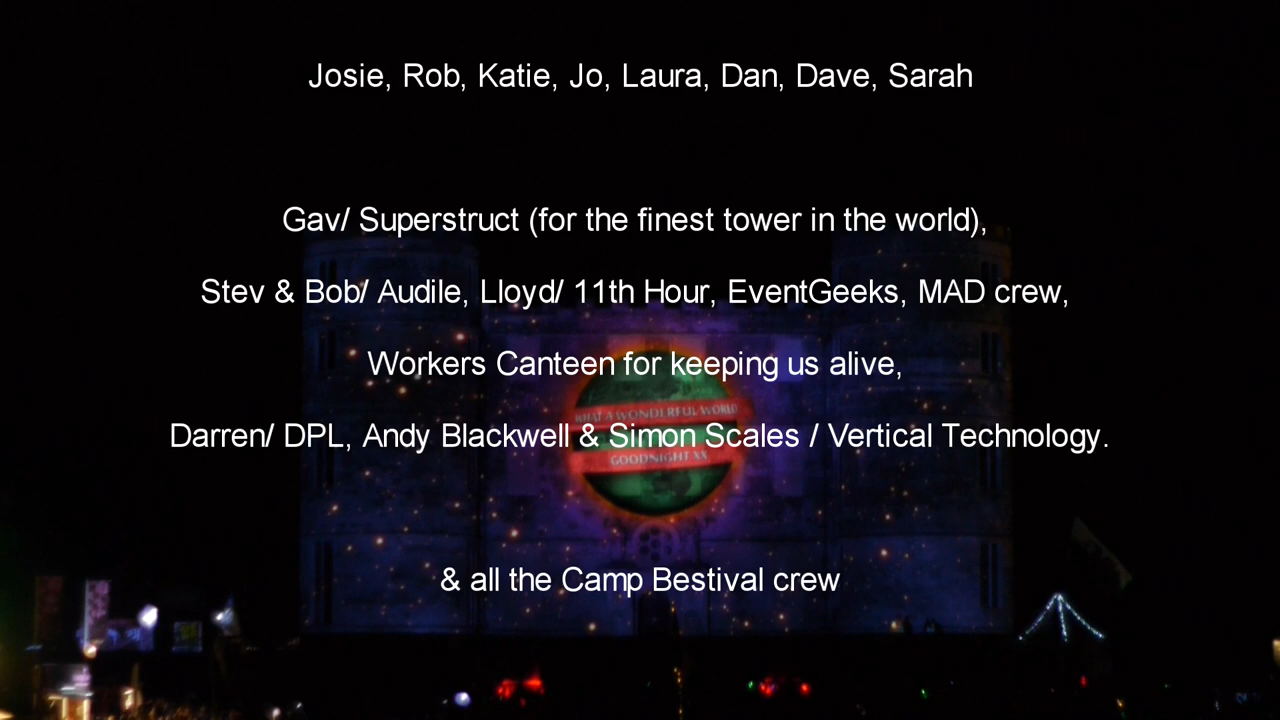 Josie, Rob, Katie, Jo, Laura, Dan, Dave, Sarah
Gav/ Superstruct (for the finest tower in the world),
Stev & Bob/ Audile, Lloyd/ 11th Hour, EventGeeks, MAD crew,
Workers Canteen for keeping us alive,
WHAT A WONDERFUL WORLD
Darren/ DPL, Andy Blackwell & Simon Scales / Vertical Technology.
GOODNIGHT XX
& all the Camp Bestival crew